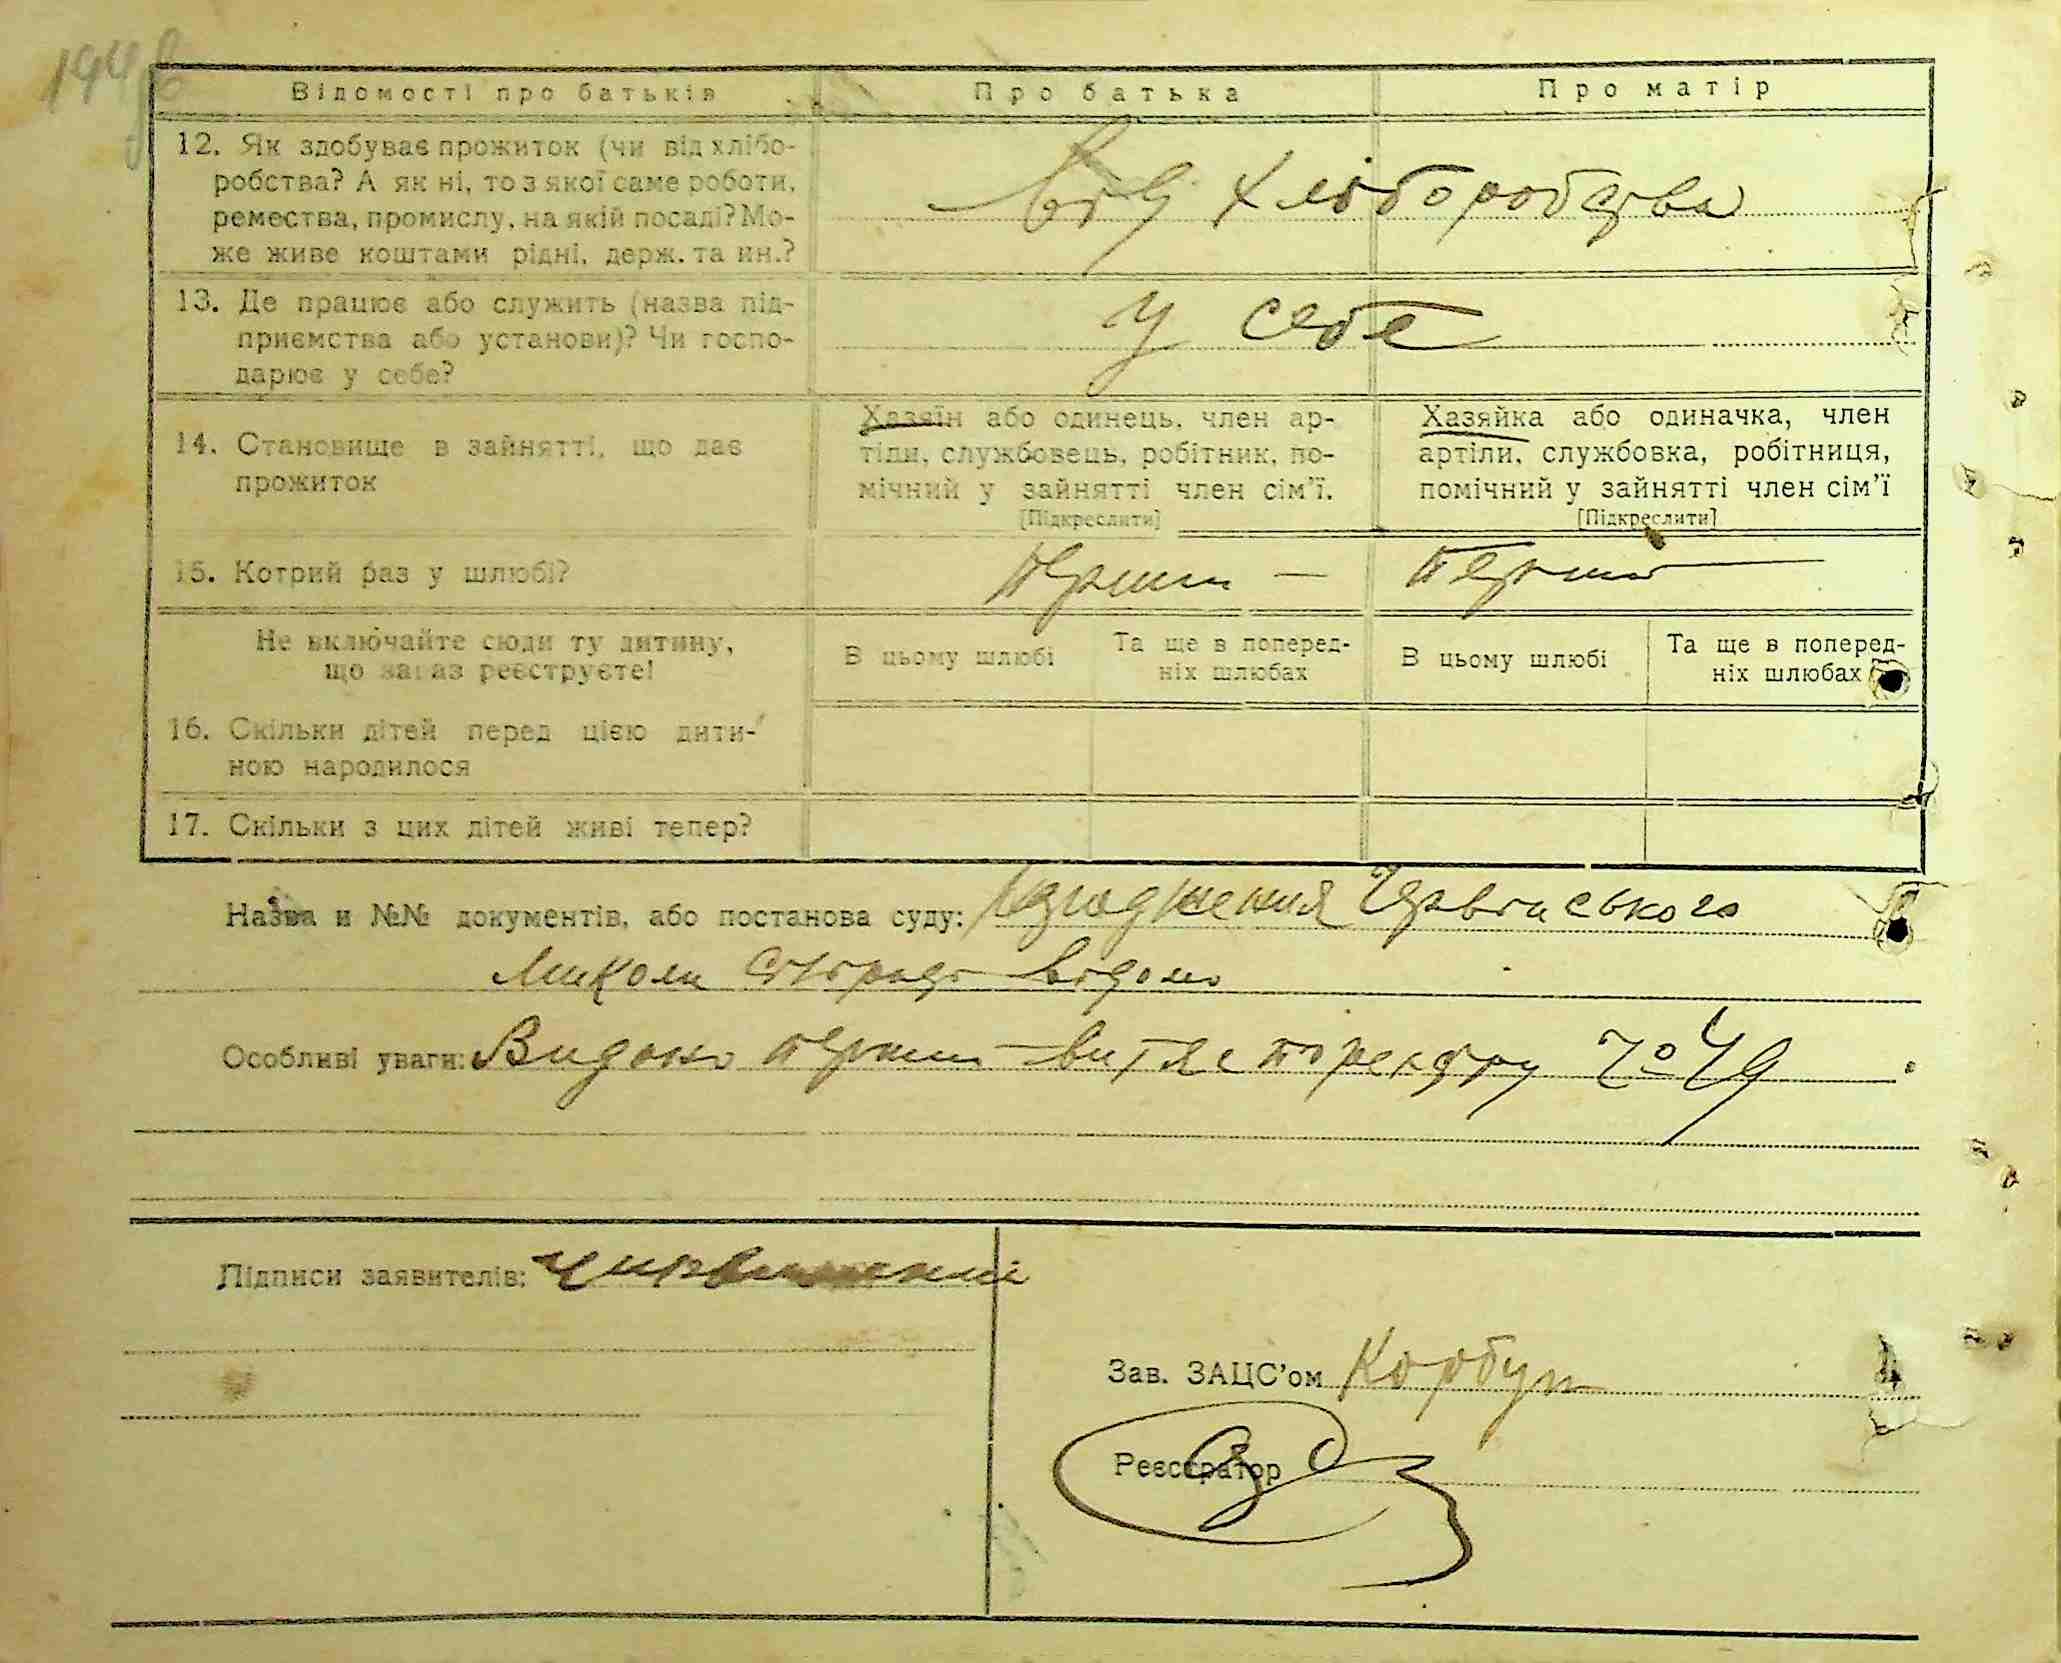 Відомості про батьків
Про батька
Про матір
12. Як здобуває прожиток (чи від хлібо-
робства? А як ні, то з якої саме роботи,
ремества, промислу, на якій посаді? Мо-
же живе коштами рідні, держ. та ин.?
від хліборобства
13. Де працює або служить (назва під-
приємства або установи)? Чи госпо-
дарює у себе?
у себе
14. Становище в зайнятті, що дає
прожиток
Хазяїн або одинець, член ар-
тіли, службовець, робітник, по-
мічний у зайнятті член сім'ї.
[Підкреслити]
Хазяйка або одиначка, член
артіли, службовка, робітниця,
помічний у зайнятті член сім'ї
[Підкреслити]
15. Котрий раз у шлюбі?
перший —
Не включайте сюди ту дитину,
що зараз реєструєте!
В цьому шлюбі
Та ще в поперед-
ніх шлюбах
В цьому шлюбі
Та ще в поперед-
ніх шлюбах
16. Скільки дітей перед цією дити-
ною народилося
17. Скільки з цих дітей живі тепер?
Назва и №№ документів, або постанова суду:
Миколи
Особливі уваги: Видано
Підписи заявителів:
Зав. ЗАЦС'ом Корбут
Реєстратор